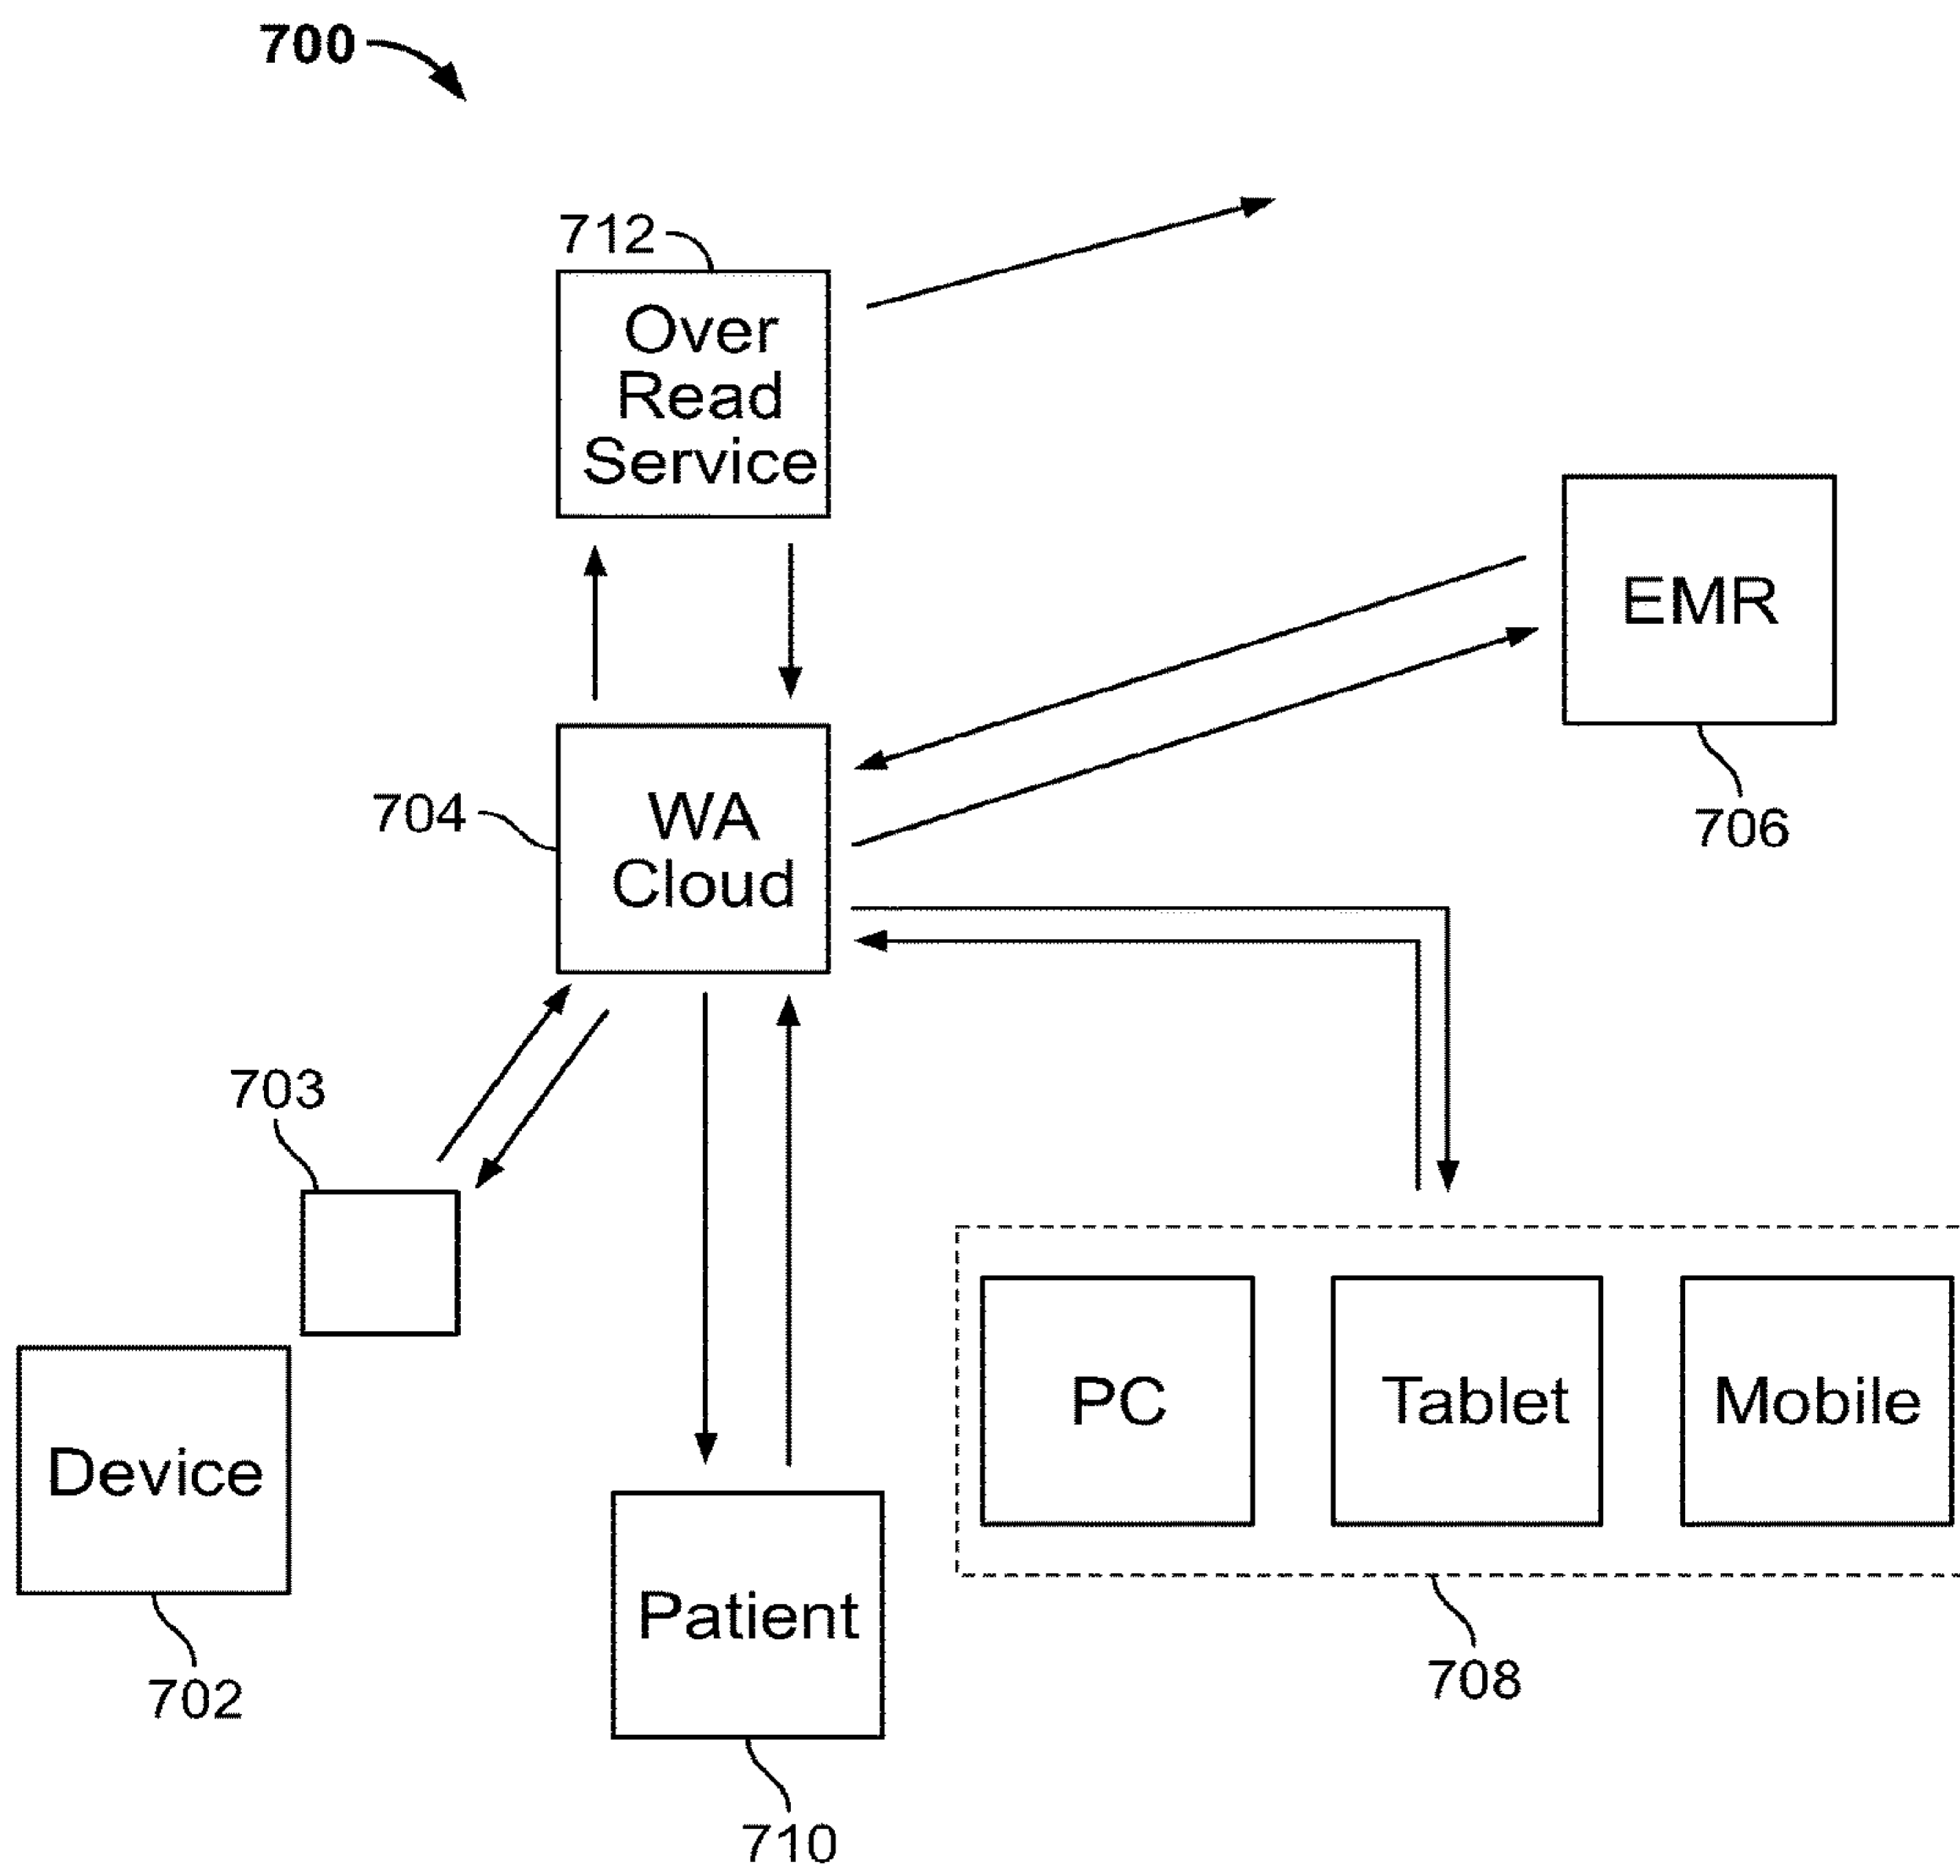 700
712
Over
Read
Service
EMR
706
704
WA
Cloud
703
Device
702
Patient
710
PC
Tablet
Mobile
708